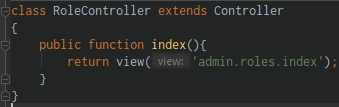 class RoleController extends Controller
{
    public function index(){
        return view( view: 'admin.roles.index');
    }
}